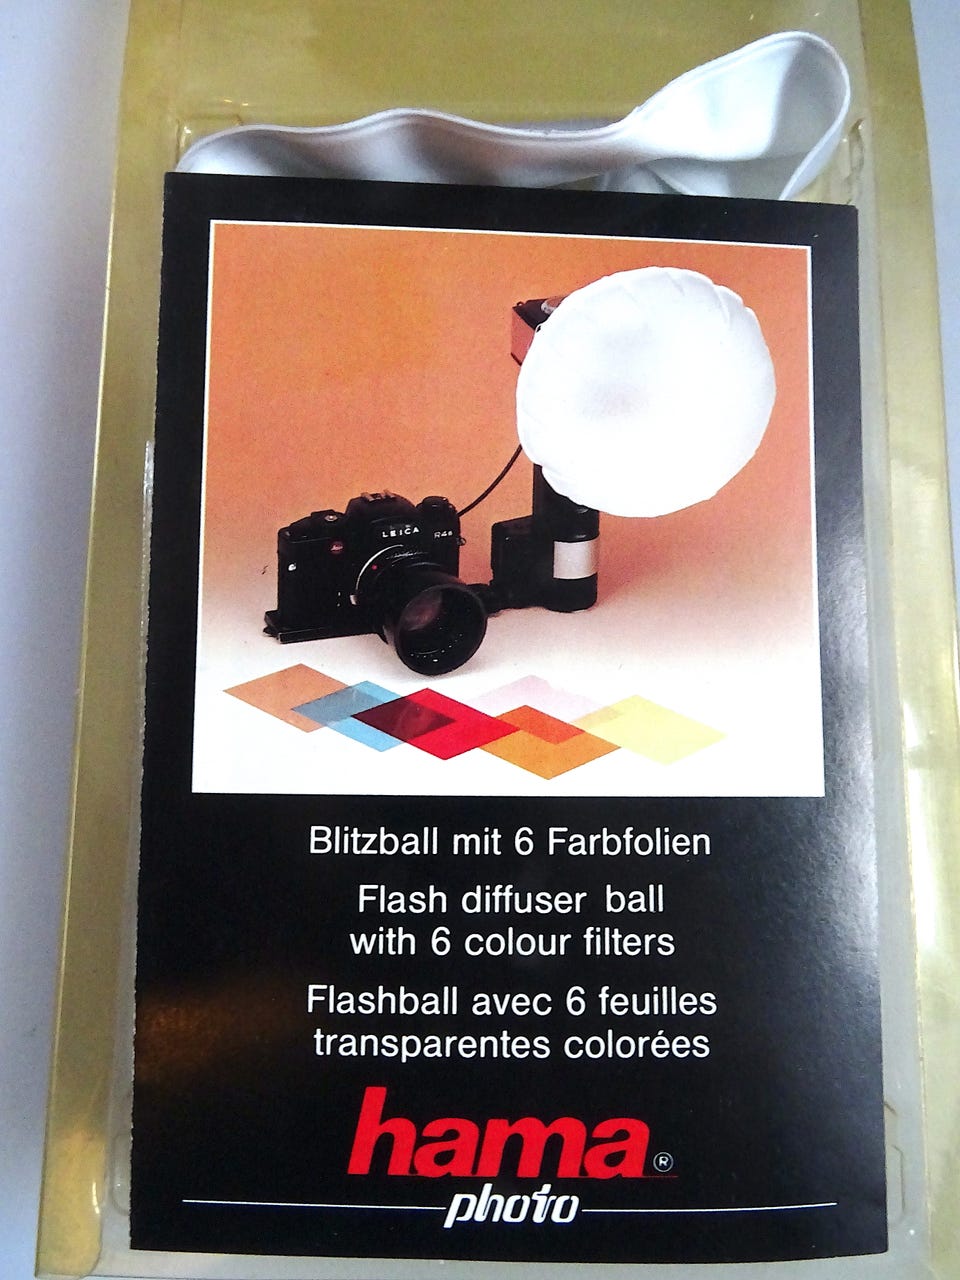 LEICA
R4s
Blitzball mit 6 Farbfolien
Flash diffuser ball
with 6 colour filters
Flashball avec 6 feuilles
transparentes colorées
hama®
photo